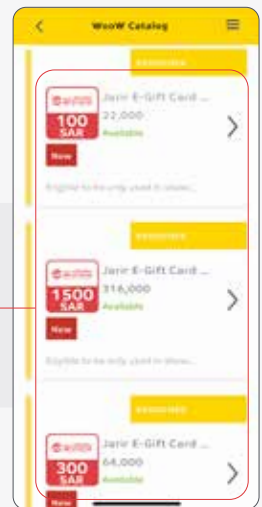 WooW Catalog
Jarir E-Gift Card ...
22,000
100
SAR
Available
New
Eligible to be only used in
Jarir E-Gift Card ...
316,000
1500
SAR
Available
New
Eligible to be only used in
Jarir E-Gift Card ...
64,000
300
SAR
Available
New